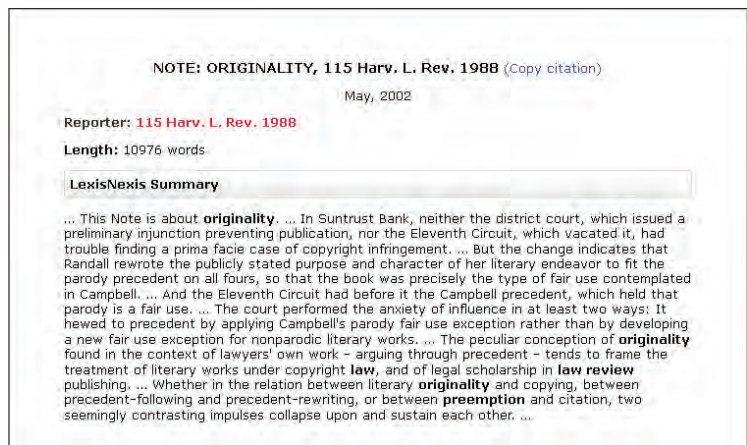 NOTE: ORIGINALITY, 115 Harv. L. Rev. 1988 (Copy citation)
May, 2002
Reporter: 115 Harv. L. Rev. 1988
Length: 10976 words
LexisNexis Summary
... This Note is about originality. ... In Suntrust Bank, neither the district court, which issued a
preliminary injunction preventing publication, nor the Eleventh Circuit, which vacated it, had
trouble finding a prima facie case of copyright infringement. ... But the change indicates that
Randall rewrote the publicly stated purpose and character of her literary endeavor to fit the
parody precedent on all fours, so that the book was precisely the type of fair use contemplated
in Campbell. ... And the Eleventh Circuit had before it the Campbell precedent, which held that
parody is a fair use. ... The court performed the anxiety of influence in at least two ways: It
hewed to precedent by applying Campbell's parody fair use exception rather than by developing
a new fair use exception for nonparodic literary works. ... The peculiar conception of originality
found in the context of lawyers' own work – arguing through precedent – tends to frame the
treatment of literary works under copyright law, and of legal scholarship in law review
publishing. ... Whether in the relation between literary originality and copying, between
precedent-following and precedent-rewriting, or between preemption and citation, two
seemingly contrasting impulses collapse upon and sustain each other. ...